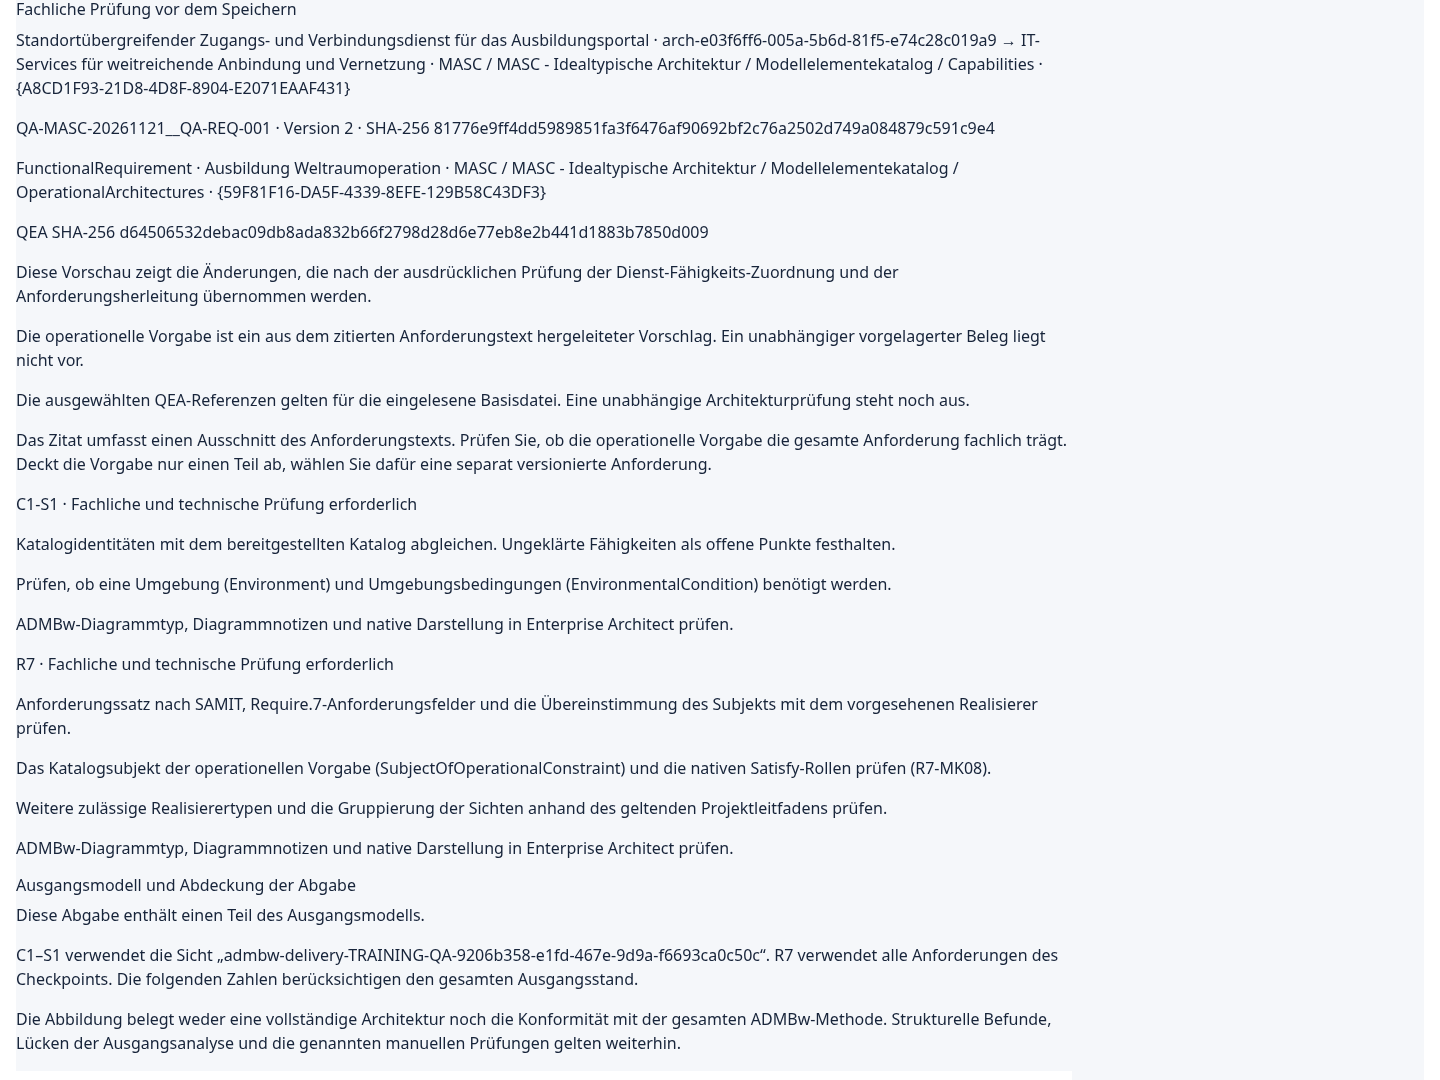 Fachliche Prüfung vor dem Speichern
Standortübergreifender Zugangs- und Verbindungsdienst für das Ausbildungsportal · arch-e03f6ff6-005a-5b6d-81f5-e74c28c019a9 → IT-
Services für weitreichende Anbindung und Vernetzung · MASC / MASC - Idealtypische Architektur / Modellelementekatalog / Capabilities ·
{A8CD1F93-21D8-4D8F-8904-E2071EAAF431}
QA-MASC-20261121__QA-REQ-001 · Version 2 · SHA-256 81776e9ff4dd5989851fa3f6476af90692bf2c76a2502d749a084879c591c9e4
FunctionalRequirement · Ausbildung Weltraumoperation · MASC / MASC - Idealtypische Architektur / Modellelementekatalog /
OperationalArchitectures · {59F81F16-DA5F-4339-8EFE-129B58C43DF3}
QEA SHA-256 d64506532debac09db8ada832b66f2798d28d6e77eb8e2b441d1883b7850d009
Diese Vorschau zeigt die Änderungen, die nach der ausdrücklichen Prüfung der Dienst-Fähigkeits-Zuordnung und der
Anforderungsherleitung übernommen werden.
Die operationelle Vorgabe ist ein aus dem zitierten Anforderungstext hergeleiteter Vorschlag. Ein unabhängiger vorgelagerter Beleg liegt
nicht vor.
Die ausgewählten QEA-Referenzen gelten für die eingelesene Basisdatei. Eine unabhängige Architekturprüfung steht noch aus.
Das Zitat umfasst einen Ausschnitt des Anforderungstexts. Prüfen Sie, ob die operationelle Vorgabe die gesamte Anforderung fachlich trägt.
Deckt die Vorgabe nur einen Teil ab, wählen Sie dafür eine separat versionierte Anforderung.
C1-S1 · Fachliche und technische Prüfung erforderlich
Katalogidentitäten mit dem bereitgestellten Katalog abgleichen. Ungeklärte Fähigkeiten als offene Punkte festhalten.
Prüfen, ob eine Umgebung (Environment) und Umgebungsbedingungen (EnvironmentalCondition) benötigt werden.
ADMBw-Diagrammtyp, Diagrammnotizen und native Darstellung in Enterprise Architect prüfen.
R7 · Fachliche und technische Prüfung erforderlich
Anforderungssatz nach SAMIT, Require.7-Anforderungsfelder und die Übereinstimmung des Subjekts mit dem vorgesehenen Realisierer
prüfen.
Das Katalogsubjekt der operationellen Vorgabe (SubjectOfOperationalConstraint) und die nativen Satisfy-Rollen prüfen (R7-MK08).
Weitere zulässige Realisierertypen und die Gruppierung der Sichten anhand des geltenden Projektleitfadens prüfen.
ADMBw-Diagrammtyp, Diagrammnotizen und native Darstellung in Enterprise Architect prüfen.
Ausgangsmodell und Abdeckung der Abgabe
Diese Abgabe enthält einen Teil des Ausgangsmodells.
C1–S1 verwendet die Sicht „admbw-delivery-TRAINING-QA-9206b358-e1fd-467e-9d9a-f6693ca0c50c“. R7 verwendet alle Anforderungen des
Checkpoints. Die folgenden Zahlen berücksichtigen den gesamten Ausgangsstand.
Die Abbildung belegt weder eine vollständige Architektur noch die Konformität mit der gesamten ADMBw-Methode. Strukturelle Befunde,
Lücken der Ausgangsanalyse und die genannten manuellen Prüfungen gelten weiterhin.